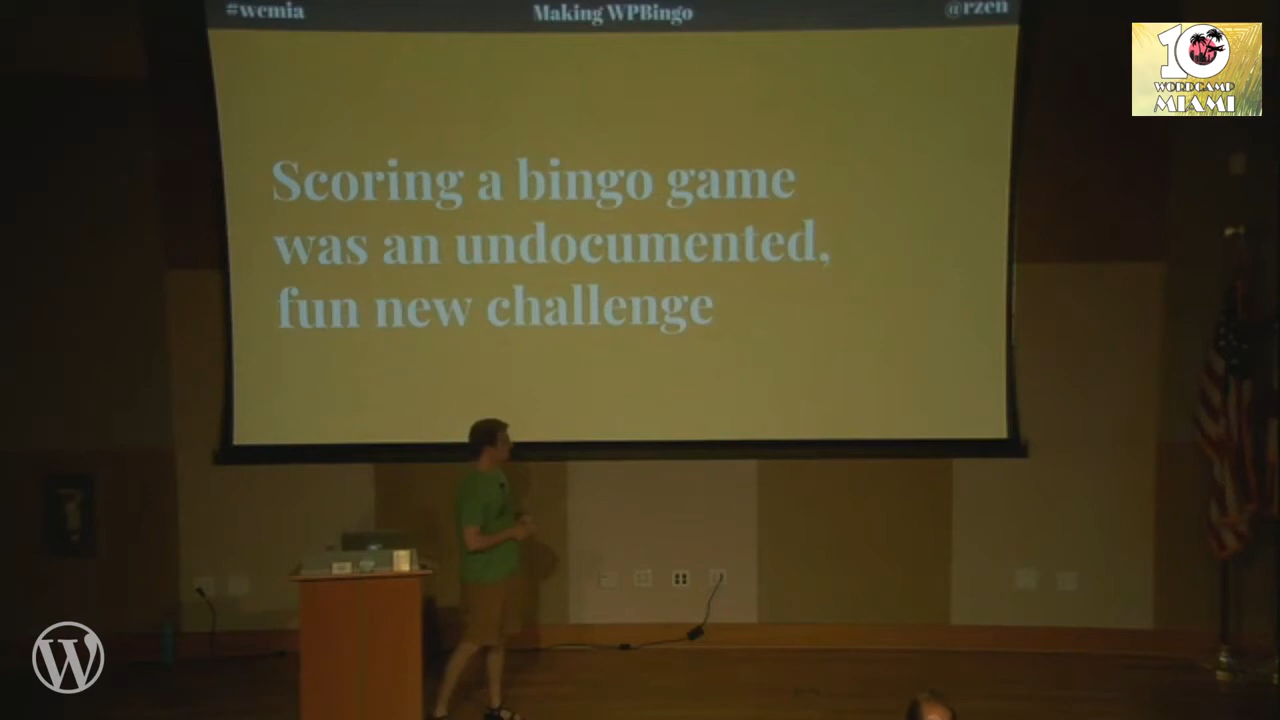 #wcmia
Making WPBingo
@rzen
Scoring a bingo game
was an undocumented,
fun new challenge
10
WORDCAMP
MIAMI
W